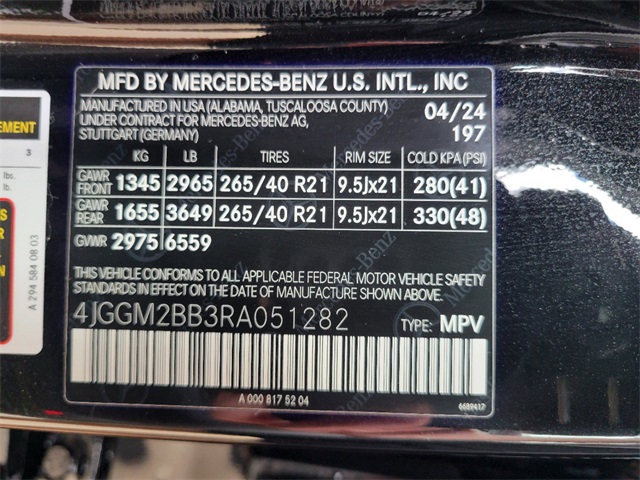 MFD BY MERCEDES-BENZ U.S. INTL., INC
MANUFACTURED IN USA (ALABAMA, TUSCALOOSA COUNTY) 04/24
UNDER CONTRACT FOR MERCEDES-BENZ AG,
STUTTGART (GERMANY) 197
KG LB TIRES RIM SIZE COLD KPA (PSI)
GAWR FRONT 1345 2965 265/40 R21 9.5Jx21 280(41)
GAWR REAR 1655 3649 265/40 R21 9.5Jx21 330(48)
GVWR 2975 6559
THIS VEHICLE CONFORMS TO ALL APPLICABLE FEDERAL MOTOR VEHICLE SAFETY
STANDARDS IN EFFECT ON THE DATE OF MANUFACTURE SHOWN ABOVE.
4JGGM2BB3RA051282 TYPE: MPV
A 000 817 52 04
EMENT
3
lbs.
lb.
A 294 584 08 03